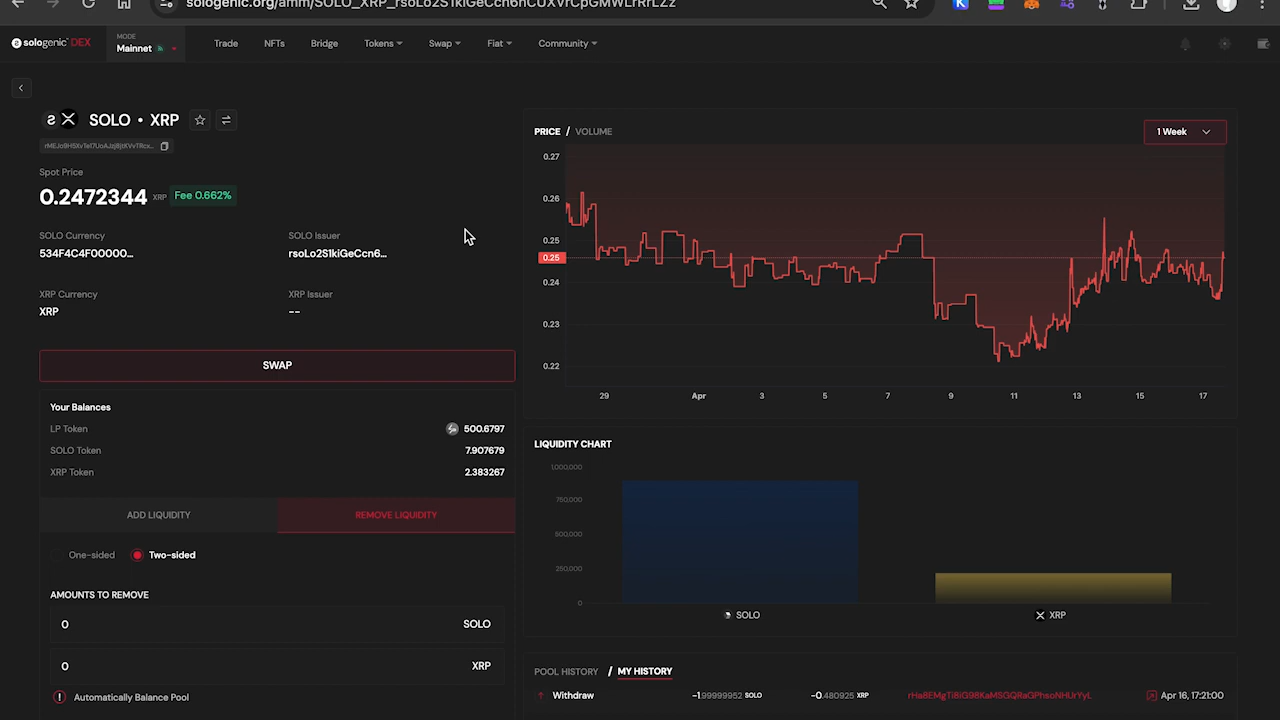 sologenic.org/amm/SOLO_XRP_rsoLo2S1kiGeCcn6hCUXVrCpGMWLrRrLZz
sologenic DEX
MODE
Mainnet
Trade
NFTs
Bridge
Tokens
Swap
Fiat
Community
SOLO • XRP
Spot Price
0.2472344 XRP Fee 0.662%
SOLO Currency
534F4C4F00000...
SOLO Issuer
rsoLo2S1kiGeCcn6...
XRP Currency
XRP
XRP Issuer
--
SWAP
Your Balances
LP Token 500.6797
SOLO Token 7.907679
XRP Token 2.383267
ADD LIQUIDITY
REMOVE LIQUIDITY
One-sided
Two-sided
AMOUNTS TO REMOVE
0 SOLO
0 XRP
Automatically Balance Pool
PRICE / VOLUME
1 Week
0.27
0.26
0.25
0.25
0.24
0.23
0.22
29 Apr 3 5 7 9 11 13 15 17
LIQUIDITY CHART
1,000,000
750,000
500,000
250,000
0
SOLO
XRP
POOL HISTORY / MY HISTORY
Withdraw -1.99999952 SOLO -0.480925 XRP Apr 16, 17:21:00